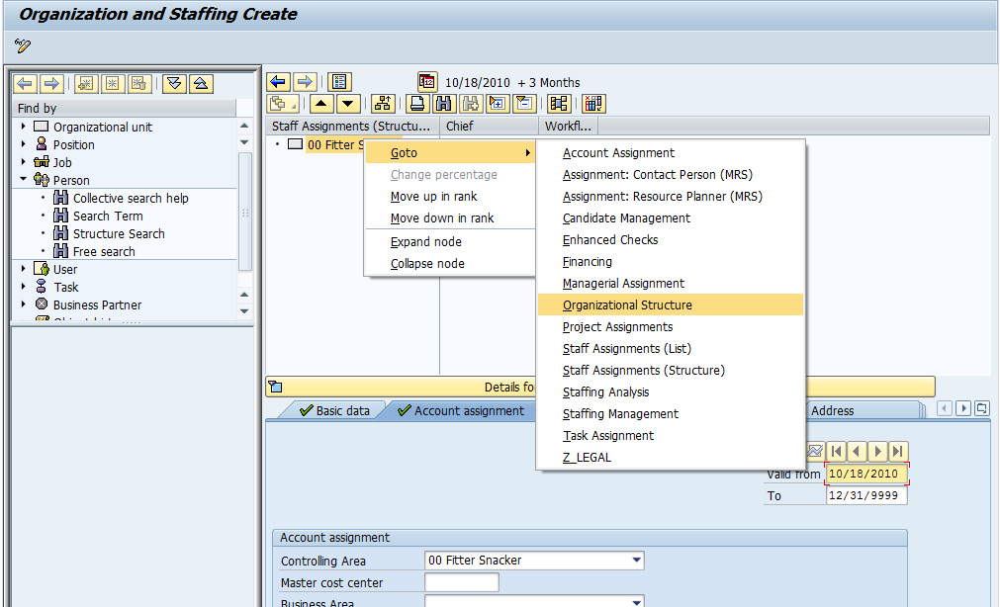 Organization and Staffing Create
10/18/2010 + 3 Months
Find by
Organizational unit
Position
Job
Person
Collective search help
Search Term
Structure Search
Free search
User
Task
Business Partner
Staff Assignments (Structu... Chief Workfl...
00 Fitter S
Goto
Change percentage
Move up in rank
Move down in rank
Expand node
Collapse node
Account Assignment
Assignment: Contact Person (MRS)
Assignment: Resource Planner (MRS)
Candidate Management
Enhanced Checks
Financing
Managerial Assignment
Organizational Structure
Project Assignments
Staff Assignments (List)
Staff Assignments (Structure)
Staffing Analysis
Staffing Management
Task Assignment
Z_LEGAL
Details fo
Basic data Account assignment Address
Valid from 10/18/2010
To 12/31/9999
Account assignment
Controlling Area 00 Fitter Snacker
Master cost center
Business Area